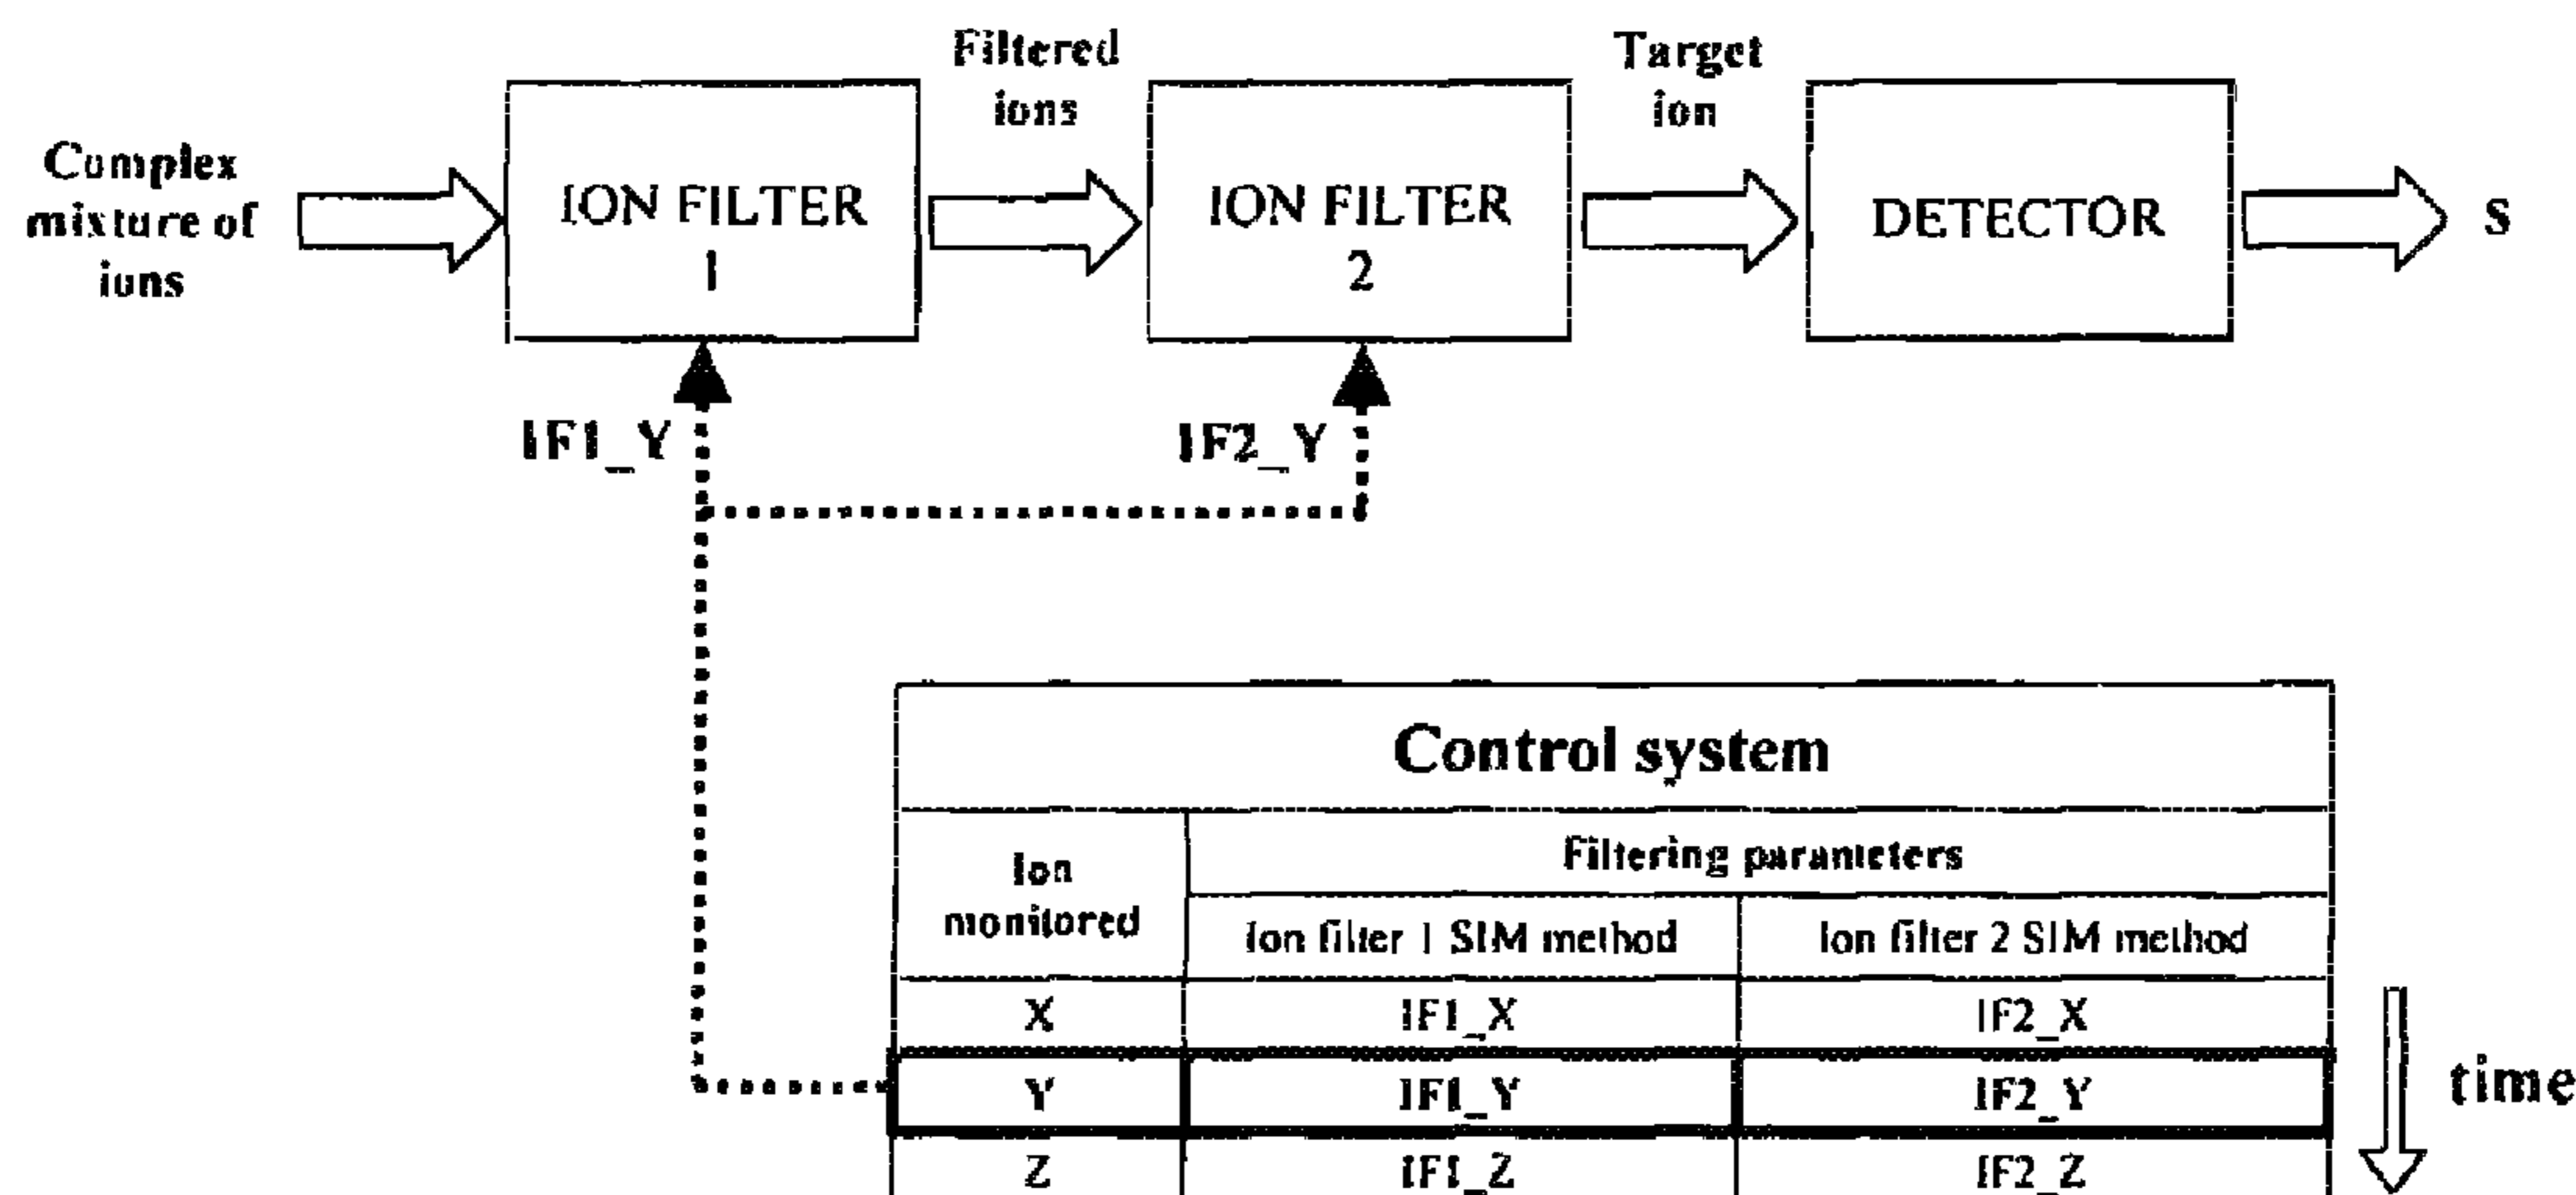 Complex
mixture of
ions
ION FILTER
1
Filtered
ions
ION FILTER
2
Target
ion
DETECTOR
S
IF1_Y
IF2_Y
Control system
Ion
monitored
Filtering parameters
Ion filter 1 SIM method
Ion filter 2 SIM method
X
IF1_X
IF2_X
Y
IF1_Y
IF2_Y
Z
IF1_Z
IF2_Z
time